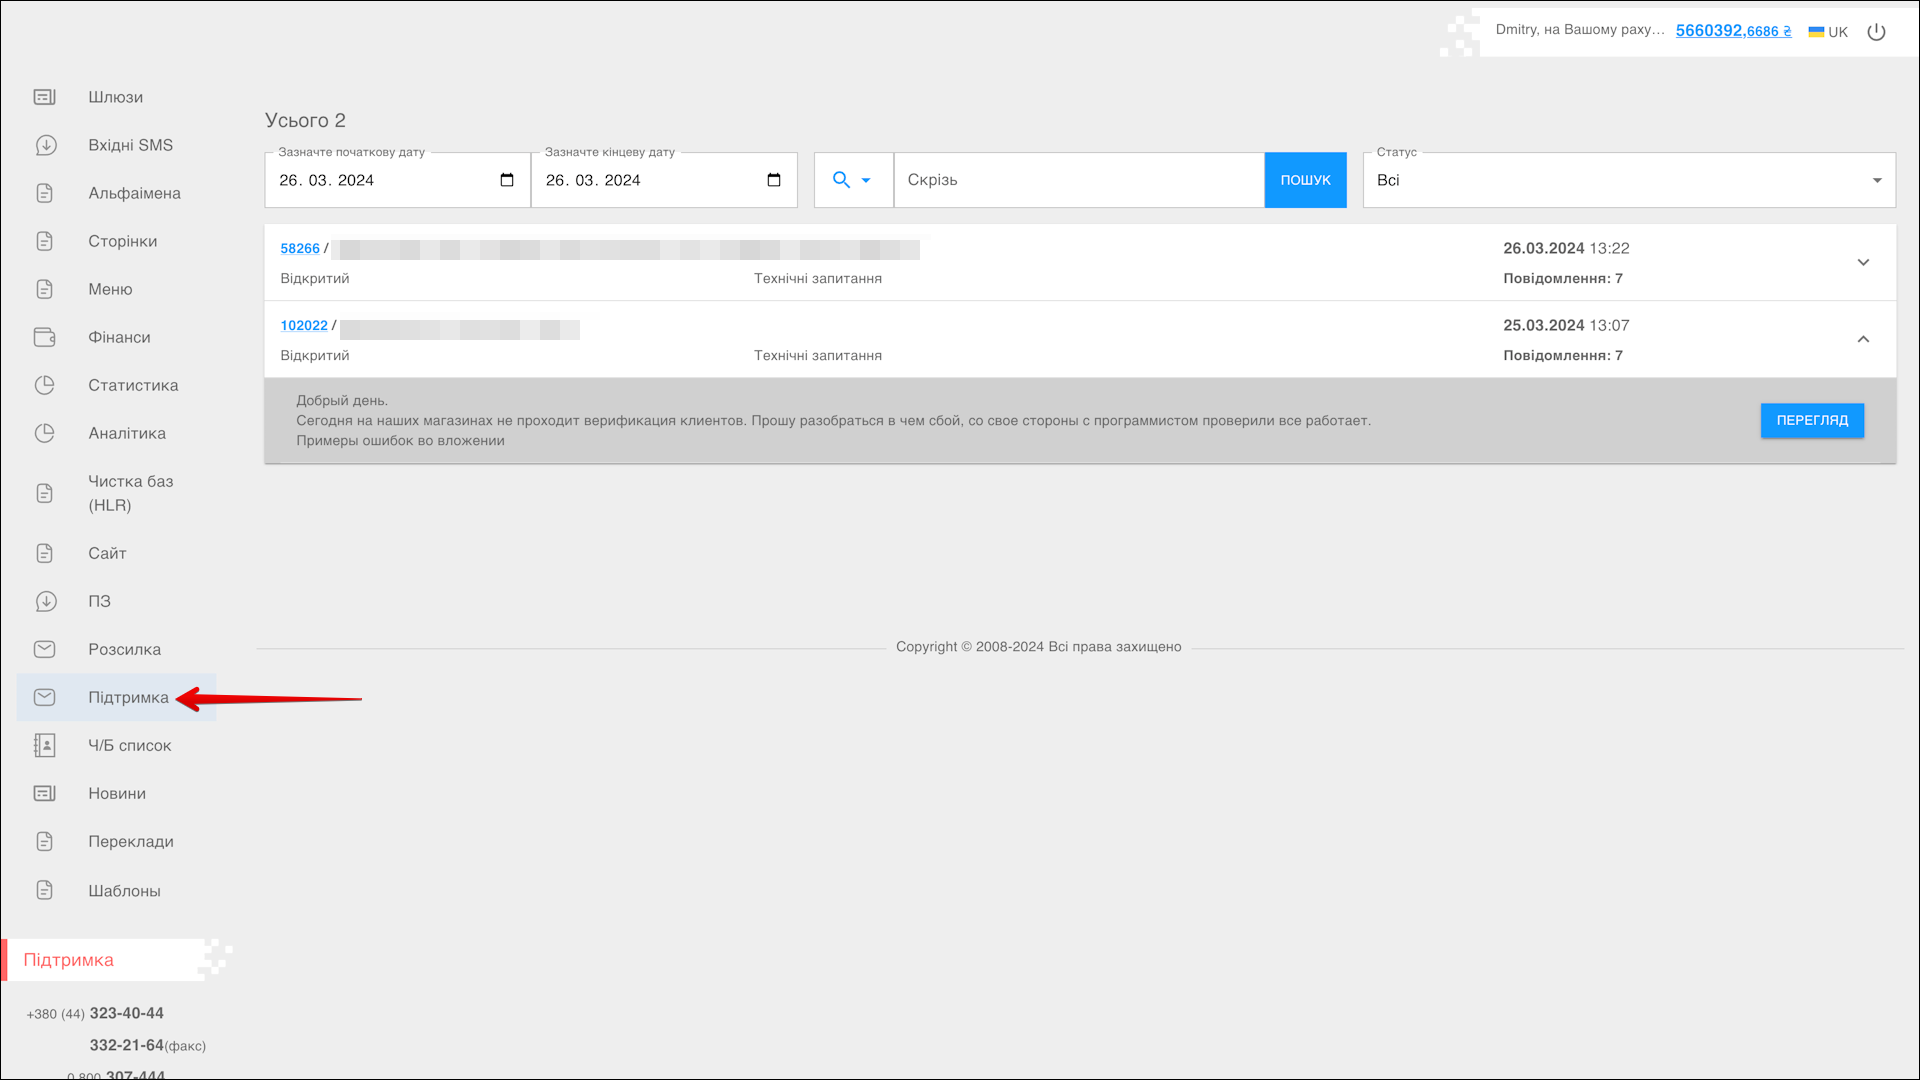 Dmitry, на Вашому раху... 5660392,6686 ₴ UK
Шлюзи
Вхідні SMS
Альфаімена
Сторінки
Меню
Фінанси
Статистика
Аналітика
Чистка баз
(HLR)
Сайт
ПЗ
Розсилка
Підтримка
Ч/Б список
Новини
Переклади
Шаблоны
Підтримка
+380 (44) 323-40-44
332-21-64(факс)
0 800 307-444
Усього 2
Зазначте початкову дату
26. 03. 2024
Зазначте кінцеву дату
26. 03. 2024
Скрізь
ПОШУК
Статус
Всі
58266 /
26.03.2024 13:22
Відкритий
Технічні запитання
Повідомлення: 7
102022 /
25.03.2024 13:07
Відкритий
Технічні запитання
Повідомлення: 7
Добрый день.
Сегодня на наших магазинах не проходит верификация клиентов. Прошу разобраться в чем сбой, со свое стороны с программистом проверили все работает.
Примеры ошибок во вложении
ПЕРЕГЛЯД
Copyright © 2008-2024 Всі права захищено